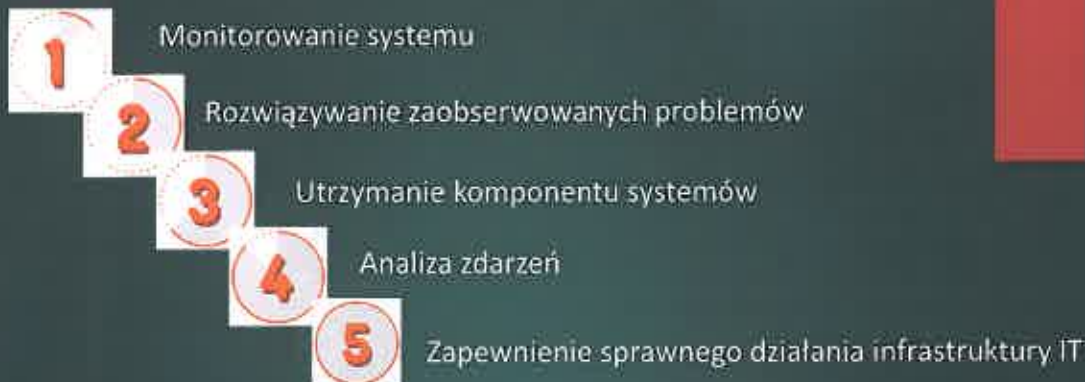 1 Monitorowanie systemu
2 Rozwiązywanie zaobserwowanych problemów
3 Utrzymanie komponentu systemów
4 Analiza zdarzeń
5 Zapewnienie sprawnego działania infrastruktury IT